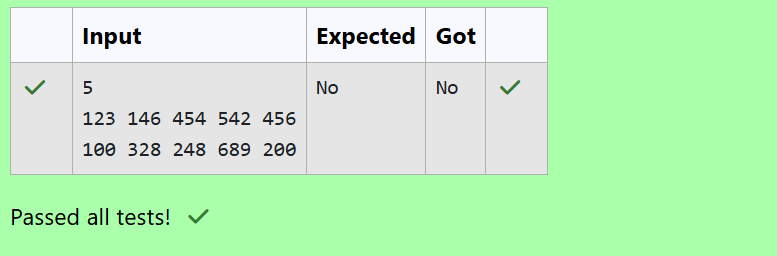 Input Expected Got
5 No No
123 146 454 542 456
100 328 248 689 200
Passed all tests!